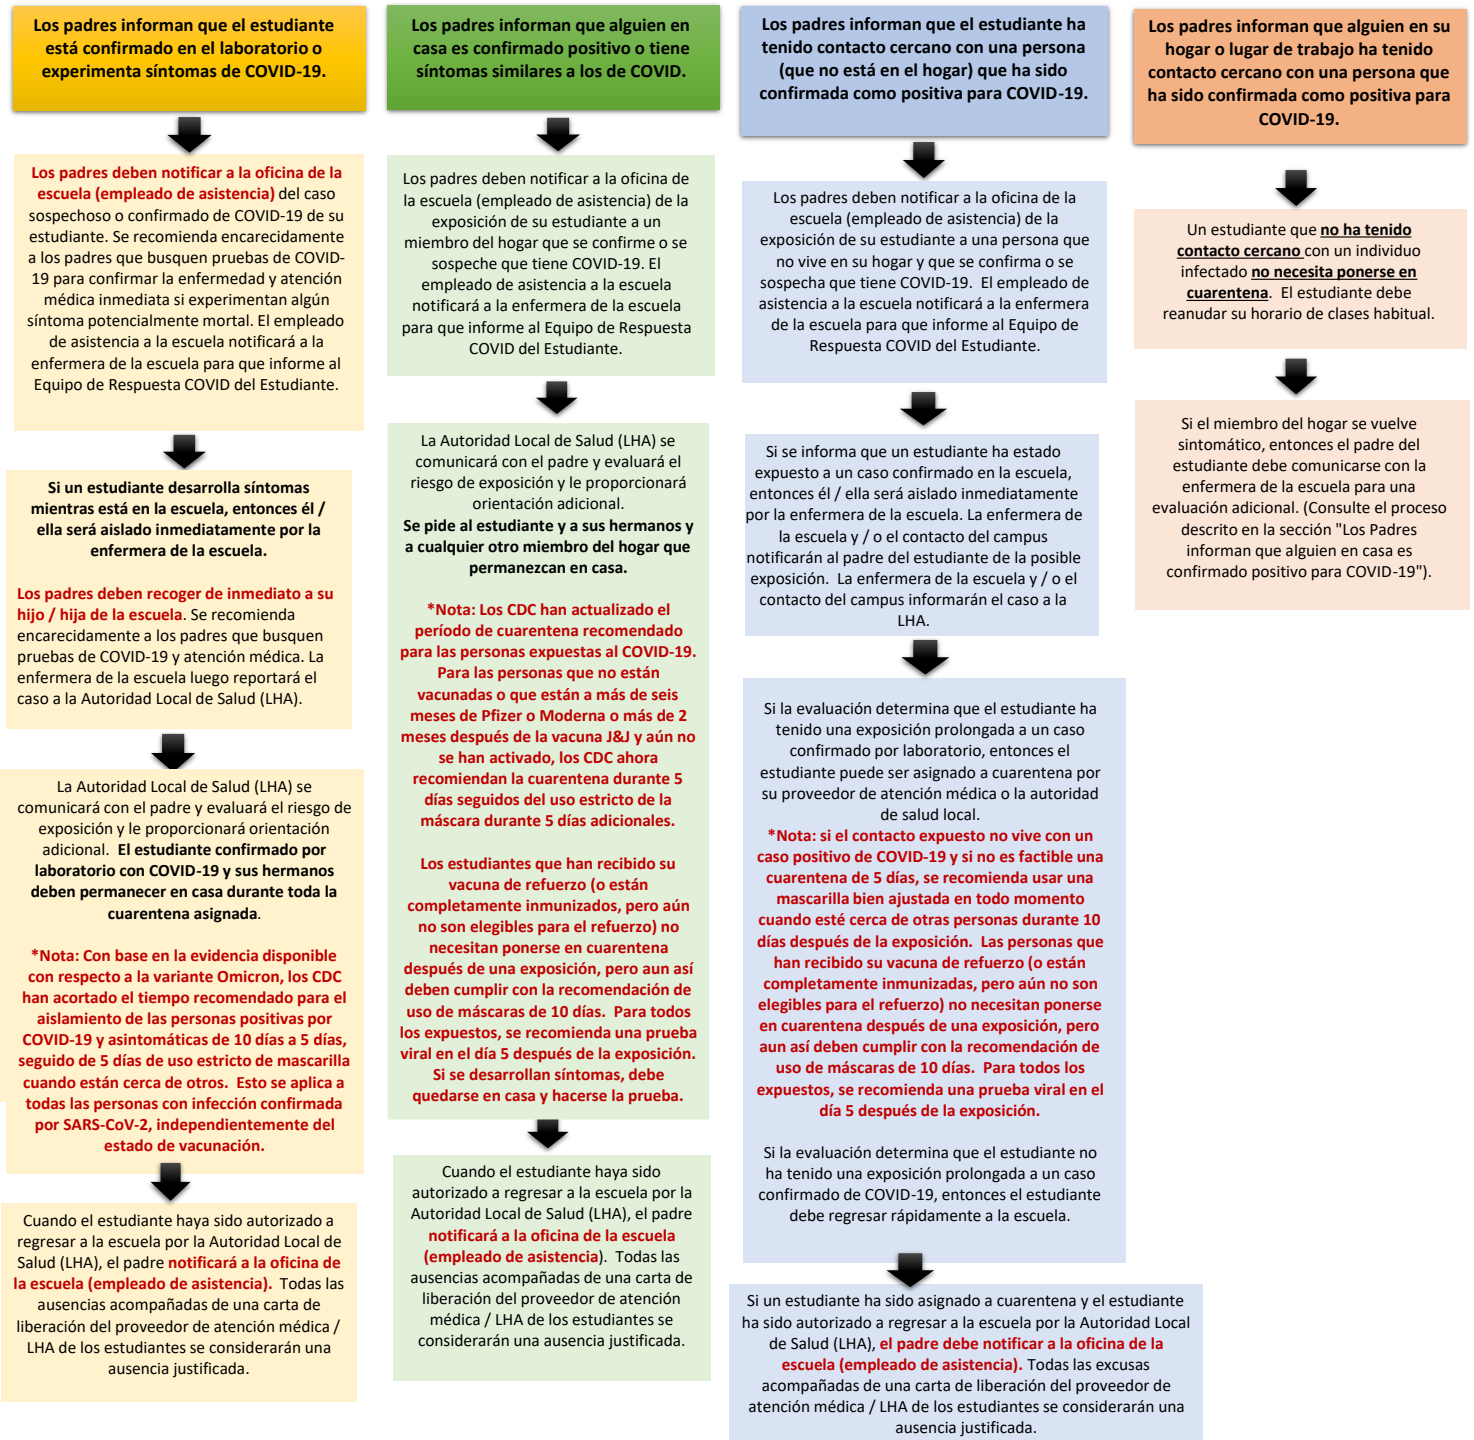 Los padres informan que el estudiante
está confirmado en el laboratorio o
experimenta síntomas de COVID-19.
Los padres deben notificar a la oficina de la
escuela (empleado de asistencia) del caso
sospechoso o confirmado de COVID-19 de su
estudiante. Se recomienda encarecidamente
a los padres que busquen pruebas de COVID-
19 para confirmar la enfermedad y atención
médica inmediata si experimentan algún
síntoma potencialmente mortal. El empleado
de asistencia a la escuela notificará a la
enfermera de la escuela para que informe al
Equipo de Respuesta COVID del Estudiante.
Si un estudiante desarrolla síntomas
mientras está en la escuela, entonces él /
ella será aislado inmediatamente por la
enfermera de la escuela.
Los padres deben recoger de inmediato a su
hijo / hija de la escuela. Se recomienda
encarecidamente a los padres que busquen
pruebas de COVID-19 y atención médica. La
enfermera de la escuela luego reportará el
caso a la Autoridad Local de Salud (LHA).
La Autoridad Local de Salud (LHA) se
comunicará con el padre y evaluará el riesgo de
exposición y le proporcionará orientación
adicional. El estudiante confirmado por
laboratorio con COVID-19 y sus hermanos
deben permanecer en casa durante toda la
cuarentena asignada.
*Nota: Con base en la evidencia disponible
con respecto a la variante Omicron, los CDC
han acortado el tiempo recomendado para el
aislamiento de las personas positivas por
COVID-19 y asintomáticas de 10 días a 5 días,
seguido de 5 días de uso estricto de mascarilla
cuando están cerca de otros. Esto se aplica a
todas las personas con infección confirmada
por SARS-CoV-2, independientemente del
estado de vacunación.
Cuando el estudiante haya sido autorizado a
regresar a la escuela por la Autoridad Local de
Salud (LHA), el padre notificará a la oficina de
la escuela (empleado de asistencia). Todas las
ausencias acompañadas de una carta de
liberación del proveedor de atención médica /
LHA de los estudiantes se considerarán una
ausencia justificada.
Los padres informan que alguien en
casa es confirmado positivo o tiene
síntomas similares a los de COVID.
Los padres deben notificar a la oficina de
la escuela (empleado de asistencia) de la
exposición de su estudiante a un
miembro del hogar que se confirme o se
sospeche que tiene COVID-19. El
empleado de asistencia a la escuela
notificará a la enfermera de la escuela
para que informe al Equipo de Respuesta
COVID del Estudiante.
La Autoridad Local de Salud (LHA) se
comunicará con el padre y evaluará el
riesgo de exposición y le proporcionará
orientación adicional.
Se pide al estudiante y a sus hermanos y
a cualquier otro miembro del hogar que
permanezcan en casa.
*Nota: Los CDC han actualizado el
período de cuarentena recomendado
para las personas expuestas al COVID-19.
Para las personas que no están
vacunadas o que están a más de seis
meses de Pfizer o Moderna o más de 2
meses después de la vacuna J&J y aún no
se han activado, los CDC ahora
recomiendan la cuarentena durante 5
días seguidos del uso estricto de la
máscara durante 5 días adicionales.
Los estudiantes que han recibido su
vacuna de refuerzo (o están
completamente inmunizados, pero aún
no son elegibles para el refuerzo) no
necesitan ponerse en cuarentena
después de una exposición, pero aun así
deben cumplir con la recomendación de
uso de máscaras de 10 días. Para todos
los expuestos, se recomienda una prueba
viral en el día 5 después de la exposición.
Si se desarrollan síntomas, debe
quedarse en casa y hacerse la prueba.
Cuando el estudiante haya sido
autorizado a regresar a la escuela por la
Autoridad Local de Salud (LHA), el padre
notificará a la oficina de la escuela
(empleado de asistencia). Todas las
ausencias acompañadas de una carta de
liberación del proveedor de atención
médica / LHA de los estudiantes se
considerarán una ausencia justificada.
Los padres informan que el estudiante ha
tenido contacto cercano con una persona
(que no está en el hogar) que ha sido
confirmada como positiva para COVID-19.
Los padres deben notificar a la oficina de la
escuela (empleado de asistencia) de la
exposición de su estudiante a una persona que
no vive en su hogar y que se confirma o se
sospecha que tiene COVID-19. El empleado de
asistencia a la escuela notificará a la enfermera
de la escuela para que informe al Equipo de
Respuesta COVID del Estudiante.
Si se informa que un estudiante ha estado
expuesto a un caso confirmado en la escuela,
entonces él / ella será aislado inmediatamente
por la enfermera de la escuela. La enfermera de
la escuela y / o el contacto del campus
notificarán al padre del estudiante de la posible
exposición. La enfermera de la escuela y / o el
contacto del campus informarán el caso a la
LHA.
Si la evaluación determina que el estudiante ha
tenido una exposición prolongada a un caso
confirmado por laboratorio, entonces el
estudiante puede ser asignado a cuarentena por
su proveedor de atención médica o la autoridad
de salud local.
*Nota: si el contacto expuesto no vive con un
caso positivo de COVID-19 y si no es factible una
cuarentena de 5 días, se recomienda usar una
mascarilla bien ajustada en todo momento
cuando esté cerca de otras personas durante 10
días después de la exposición. Las personas que
han recibido su vacuna de refuerzo (o están
completamente inmunizadas, pero aún no son
elegibles para el refuerzo) no necesitan ponerse
en cuarentena después de una exposición, pero
aun así deben cumplir con la recomendación de
uso de máscaras de 10 días. Para todos los
expuestos, se recomienda una prueba viral en el
día 5 después de la exposición.
Si la evaluación determina que el estudiante no
ha tenido una exposición prolongada a un caso
confirmado de COVID-19, entonces el estudiante
debe regresar rápidamente a la escuela.
Si un estudiante ha sido asignado a cuarentena y el estudiante
ha sido autorizado a regresar a la escuela por la Autoridad Local
de Salud (LHA), el padre debe notificar a la oficina de la
escuela (empleado de asistencia). Todas las excusas
acompañadas de una carta de liberación del proveedor de
atención médica / LHA de los estudiantes se considerarán una
ausencia justificada.
Los padres informan que alguien en su
hogar o lugar de trabajo ha tenido
contacto cercano con una persona que
ha sido confirmada como positiva para
COVID-19.
Un estudiante que no ha tenido
contacto cercano con un individuo
infectado no necesita ponerse en
cuarentena. El estudiante debe
reanudar su horario de clases habitual.
Si el miembro del hogar se vuelve
sintomático, entonces el padre del
estudiante debe comunicarse con la
enfermera de la escuela para una
evaluación adicional. (Consulte el proceso
descrito en la sección "Los Padres
informan que alguien en casa es
confirmado positivo para COVID-19").